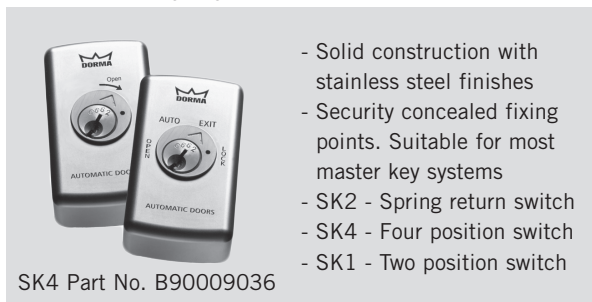 DORMA
Open
AUTOMATIC DOO
DORMA
AUTO EXIT
OPEN
LOCK
AUTOMATIC DOORS
SK4 Part No. B90009036
- Solid construction with
stainless steel finishes
- Security concealed fixing
points. Suitable for most
master key systems
- SK2 - Spring return switch
- SK4 - Four position switch
- SK1 - Two position switch